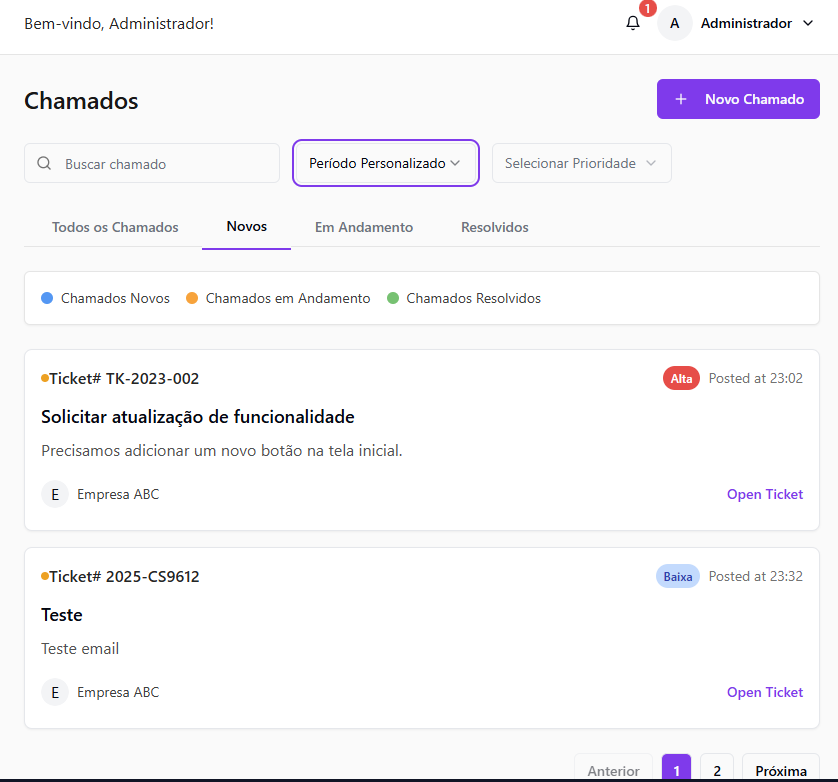 Bem-vindo, Administrador!
1
A
Administrador
Chamados
+ Novo Chamado
Buscar chamado
Período Personalizado
Selecionar Prioridade
Todos os Chamados
Novos
Em Andamento
Resolvidos
Chamados Novos
Chamados em Andamento
Chamados Resolvidos
Ticket# TK-2023-002
Alta
Posted at 23:02
Solicitar atualização de funcionalidade
Precisamos adicionar um novo botão na tela inicial.
E
Empresa ABC
Open Ticket
Ticket# 2025-CS9612
Baixa
Posted at 23:32
Teste
Teste email
E
Empresa ABC
Open Ticket
Anterior
1
2
Próxima